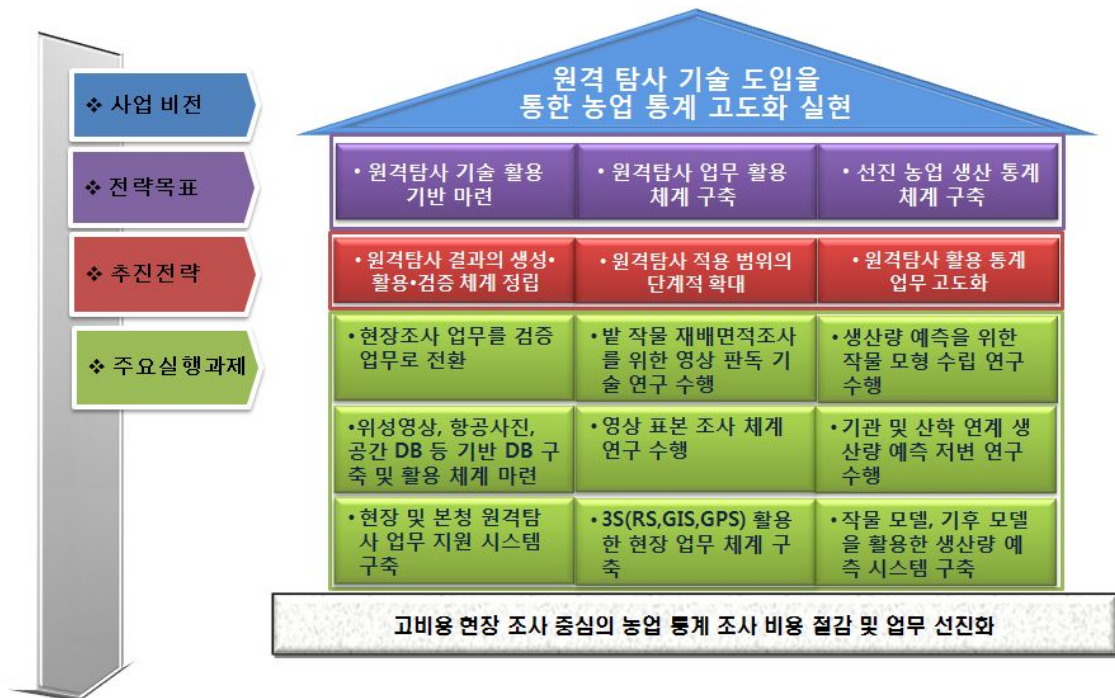 ❖ 사업 비전
❖ 전략목표
❖ 추진전략
❖ 주요실행과제
원격 탐사 기술 도입을
통한 농업 통계 고도화 실현
• 원격탐사 기술 활용
기반 마련
• 원격탐사 업무 활용
체계 구축
• 선진 농업 생산 통계
체계 구축
• 원격탐사 결과의 생성•
활용•검증 체계 정립
• 원격탐사 적용 범위의
단계적 확대
• 원격탐사 활용 통계
업무 고도화
• 현장조사 업무를 검증
업무로 전환
• 밭 작물 재배면적조사
를 위한 영상 판독 기
술 연구 수행
• 생산량 예측을 위한
작물 모형 수립 연구
수행
• 위성영상, 항공사진,
공간 DB 등 기반 DB 구
축 및 활용 체계 마련
• 영상 표본 조사 체계
연구 수행
• 기관 및 산학 연계 생
산량 예측 저변 연구
수행
• 현장 및 본청 원격탐
사 업무 지원 시스템
구축
• 3S(RS,GIS,GPS) 활용
한 현장 업무 체계 구
축
• 작물 모델, 기후 모델
을 활용한 생산량 예
측 시스템 구축
고비용 현장 조사 중심의 농업 통계 조사 비용 절감 및 업무 선진화